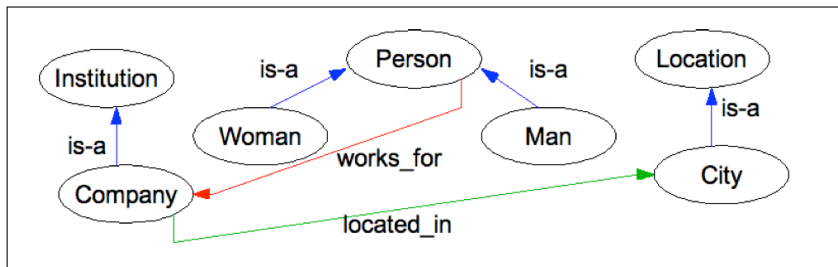 Institution
is-a
Person
is-a
Location
is-a
Woman
Man
is-a
works_for
Company
City
located_in